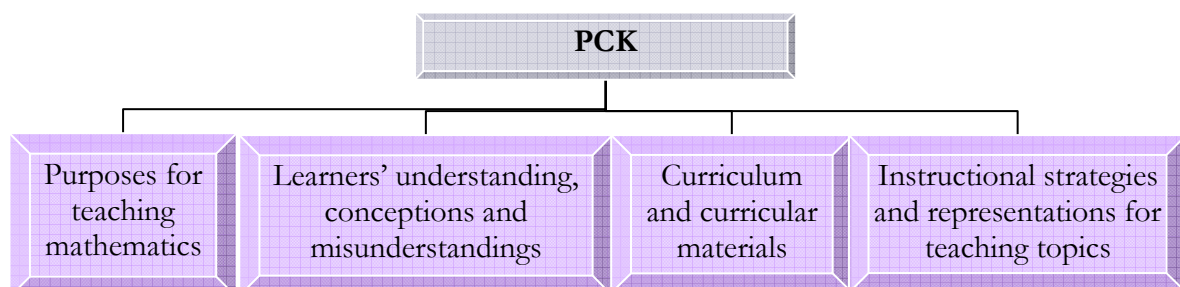 PCK
Purposes for
teaching
mathematics
Learners’ understanding,
conceptions and
misunderstandings
Curriculum
and curricular
materials
Instructional strategies
and representations for
teaching topics